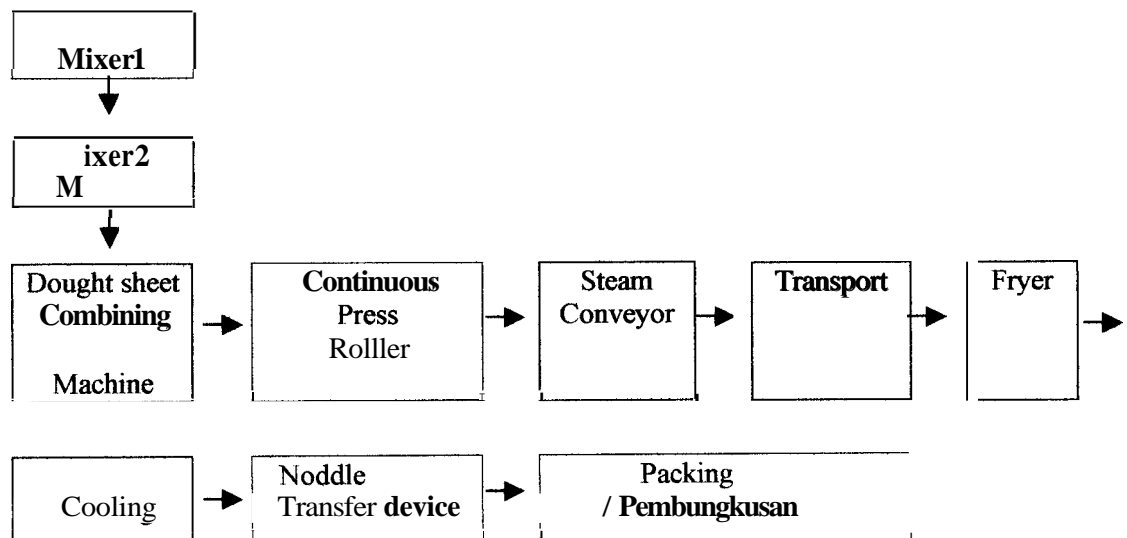 Mixer1
ixer2
M
Dought sheet
Combining
Machine
Continuous
Press
Rolller
Steam
Conveyor
Transport
Fryer
Cooling
Noddle
Transfer device
Packing
/ Pembungkusan